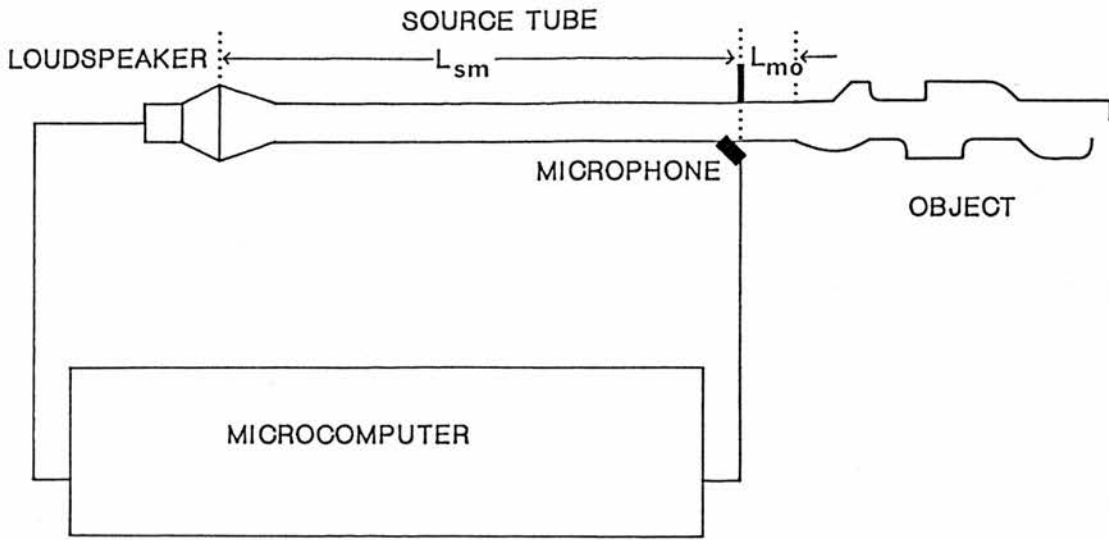 SOURCE TUBE
LOUDSPEAKER
Lsm
Lmo
MICROPHONE
OBJECT
MICROCOMPUTER